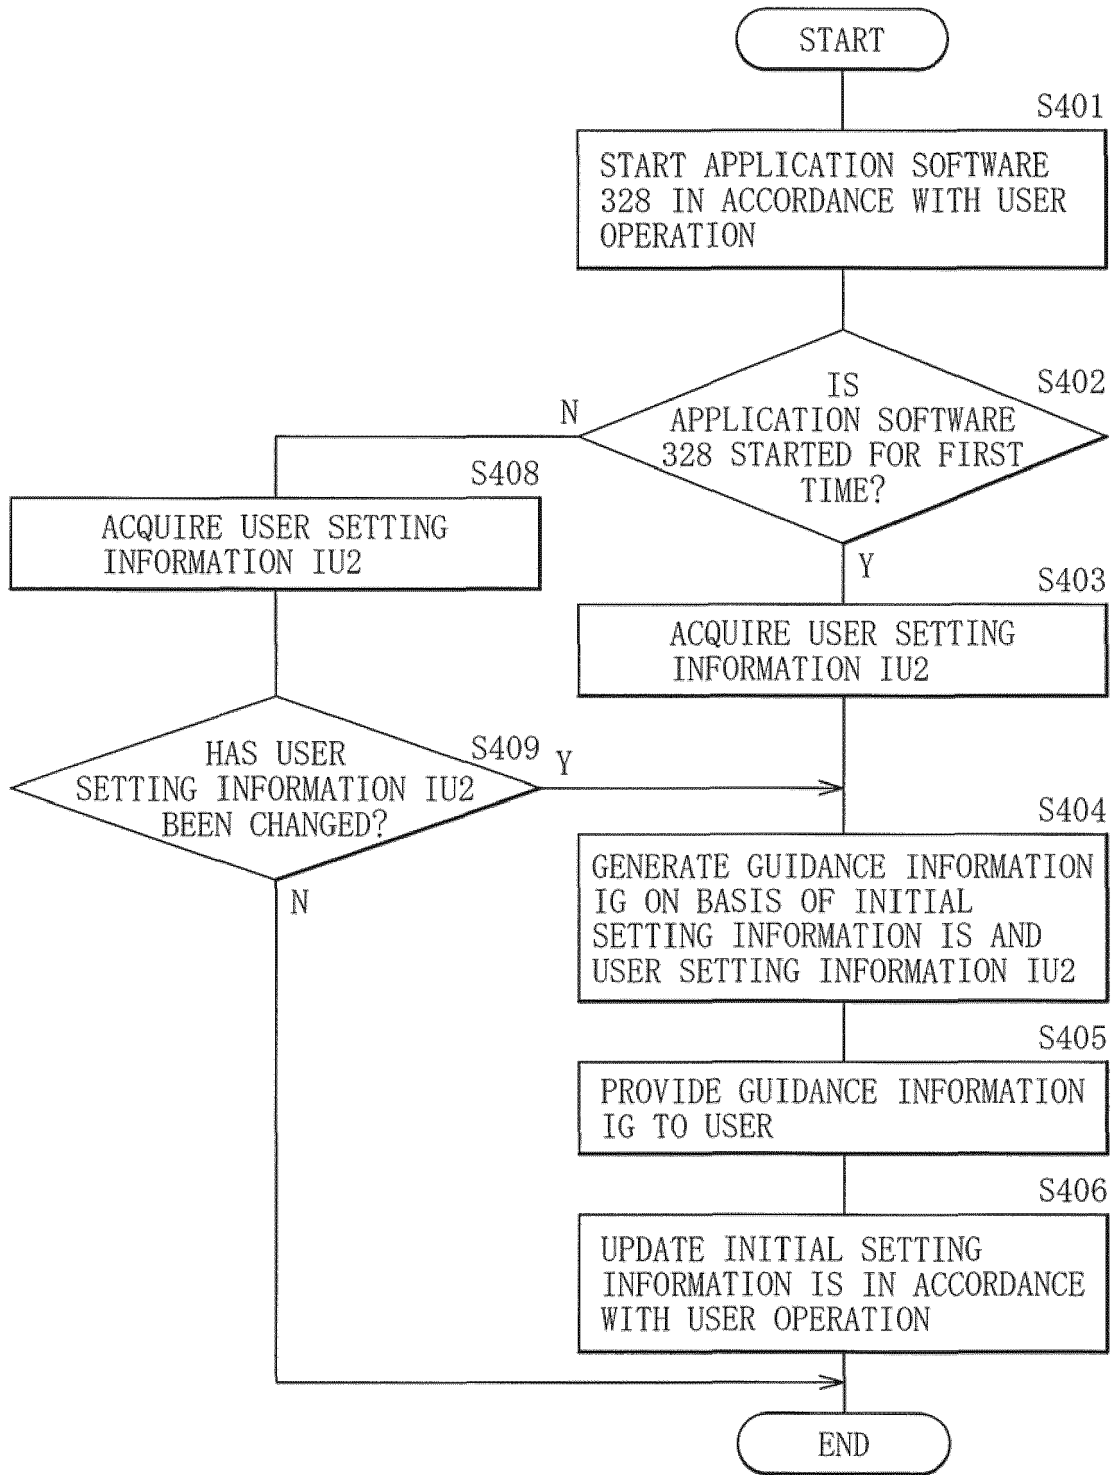 START
S401
START APPLICATION SOFTWARE
328 IN ACCORDANCE WITH USER
OPERATION
S402
IS
APPLICATION SOFTWARE
328 STARTED FOR FIRST
TIME?
N
Y
S408
ACQUIRE USER SETTING
INFORMATION IU2
S403
ACQUIRE USER SETTING
INFORMATION IU2
S409
HAS USER
SETTING INFORMATION IU2
BEEN CHANGED?
Y
N
S404
GENERATE GUIDANCE INFORMATION
IG ON BASIS OF INITIAL
SETTING INFORMATION IS AND
USER SETTING INFORMATION IU2
S405
PROVIDE GUIDANCE INFORMATION
IG TO USER
S406
UPDATE INITIAL SETTING
INFORMATION IS IN ACCORDANCE
WITH USER OPERATION
END